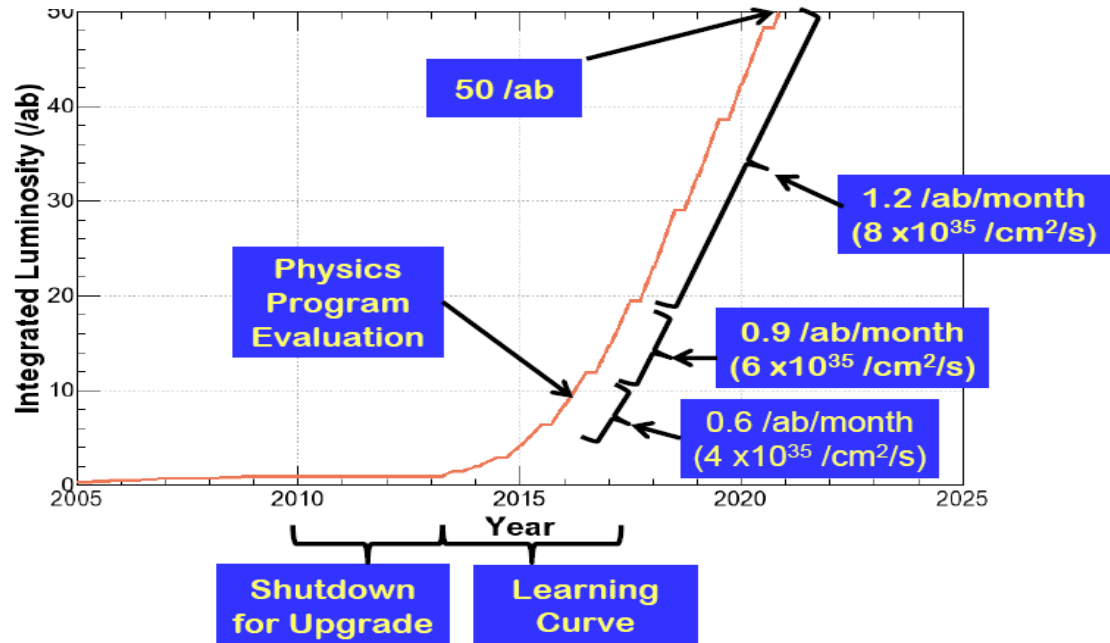 50
40
30
20
10
0
Integrated Luminosity (/ab)
50 /ab
1.2 /ab/month
(8 x10³⁵ /cm²/s)
Physics
Program
Evaluation
0.9 /ab/month
(6 x10³⁵ /cm²/s)
0.6 /ab/month
(4 x10³⁵ /cm²/s)
2005
2010
2015
2020
2025
Year
Shutdown
for Upgrade
Learning
Curve